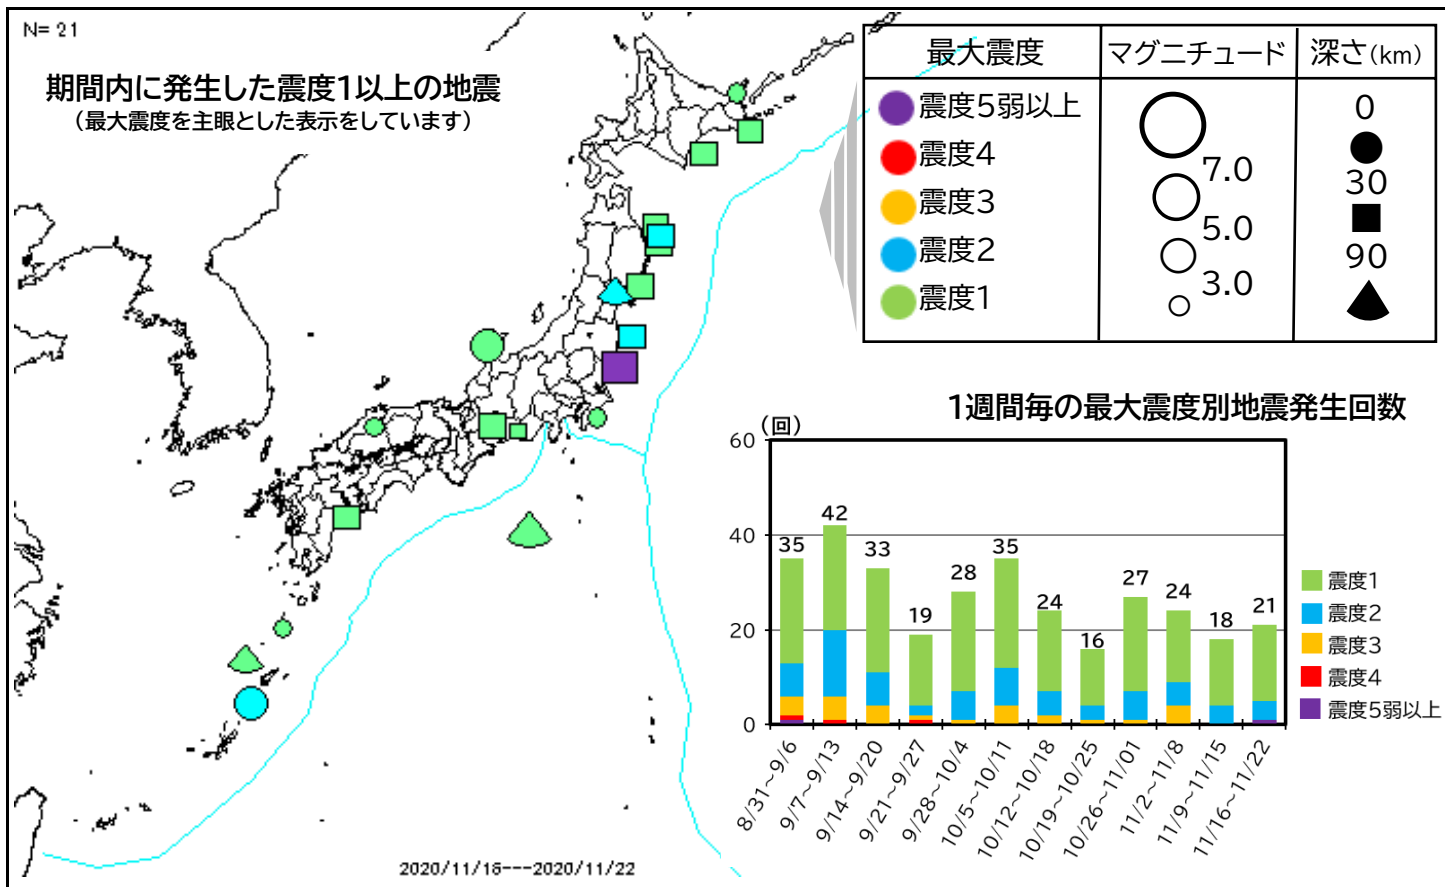 N= 21
期間内に発生した震度1以上の地震
（最大震度を主眼とした表示をしています）
最大震度 マグニチュード 深さ(km)
震度5弱以上
震度4
震度3
震度2
震度1
7.0
5.0
3.0
0
30
90
1週間毎の最大震度別地震発生回数
(回)
60
40
20
0
35
42
33
19
28
35
24
16
27
24
18
21
8/31~9/6
9/7~9/13
9/14~9/20
9/21~9/27
9/28~10/4
10/5~10/11
10/12~10/18
10/19~10/25
10/26~11/01
11/2~11/8
11/9~11/15
11/16~11/22
震度1
震度2
震度3
震度4
震度5弱以上
2020/11/16---2020/11/22